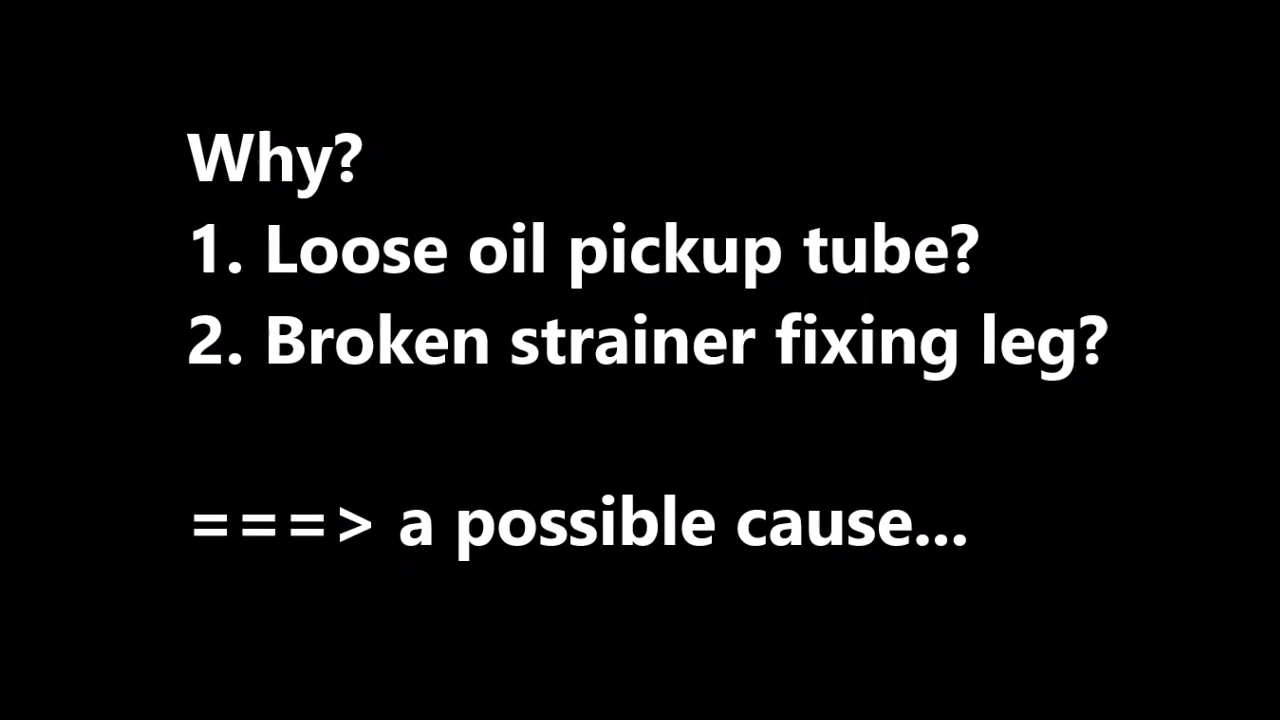 Why?
1. Loose oil pickup tube?
2. Broken strainer fixing leg?
===> a possible cause...